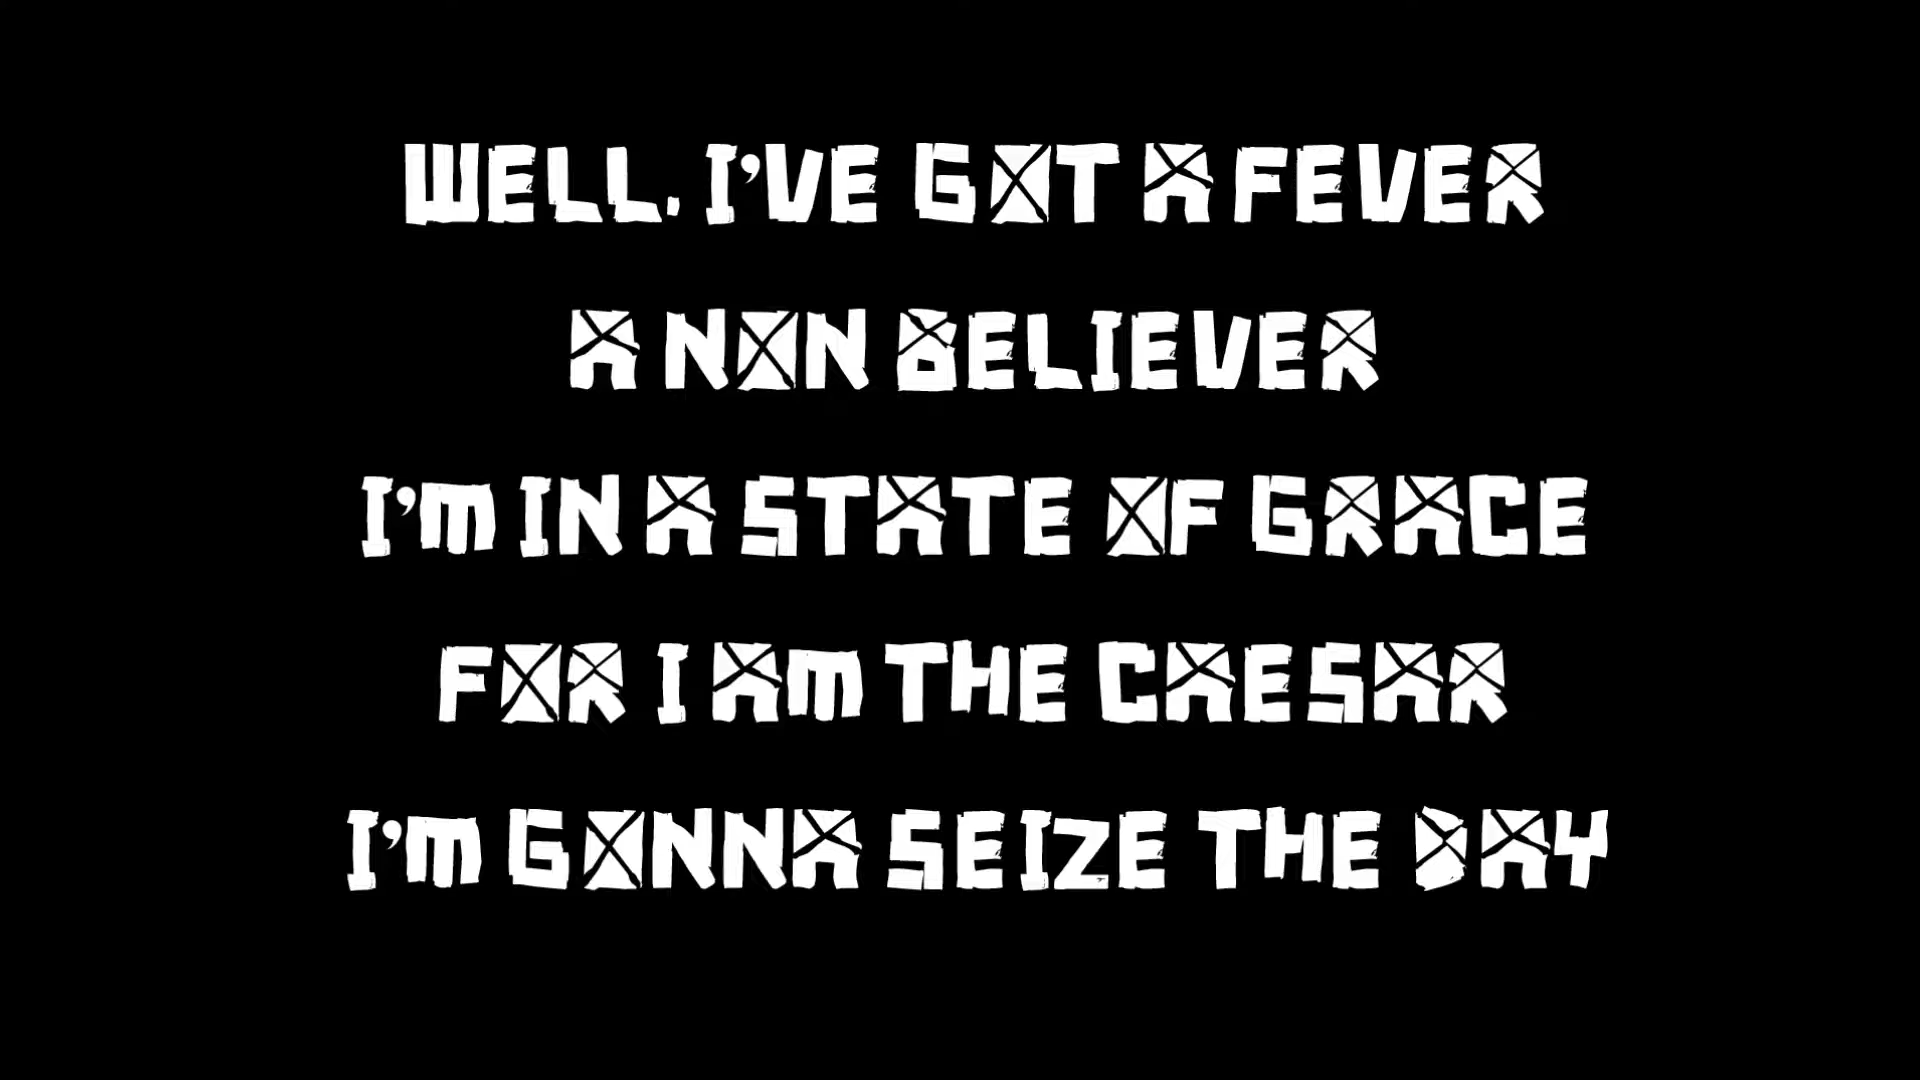 WELL, I'VE GOT A FEVER
A NON BELIEVER
I'M IN A STATE OF GRACE
FOR I AM THE CAESAR
I'M GONNA SEIZE THE DAY